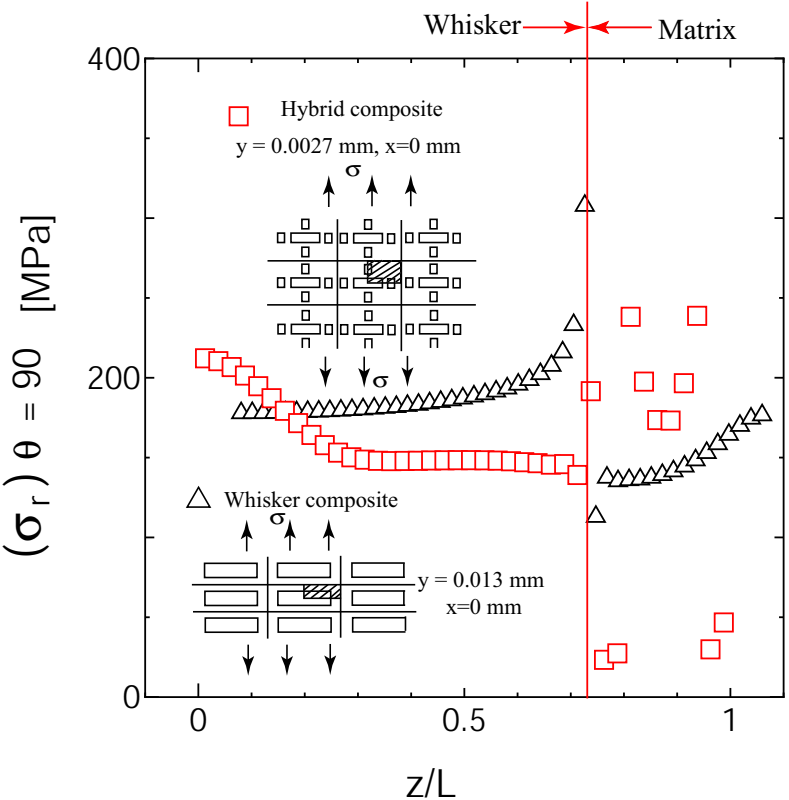 Whisker Matrix
400
Hybrid composite
y = 0.0027 mm, x=0 mm
σ
σ
200
(σr) θ = 90 [MPa]
Whisker composite
σ
y = 0.013 mm
x=0 mm
0
0 0.5 1
z/L